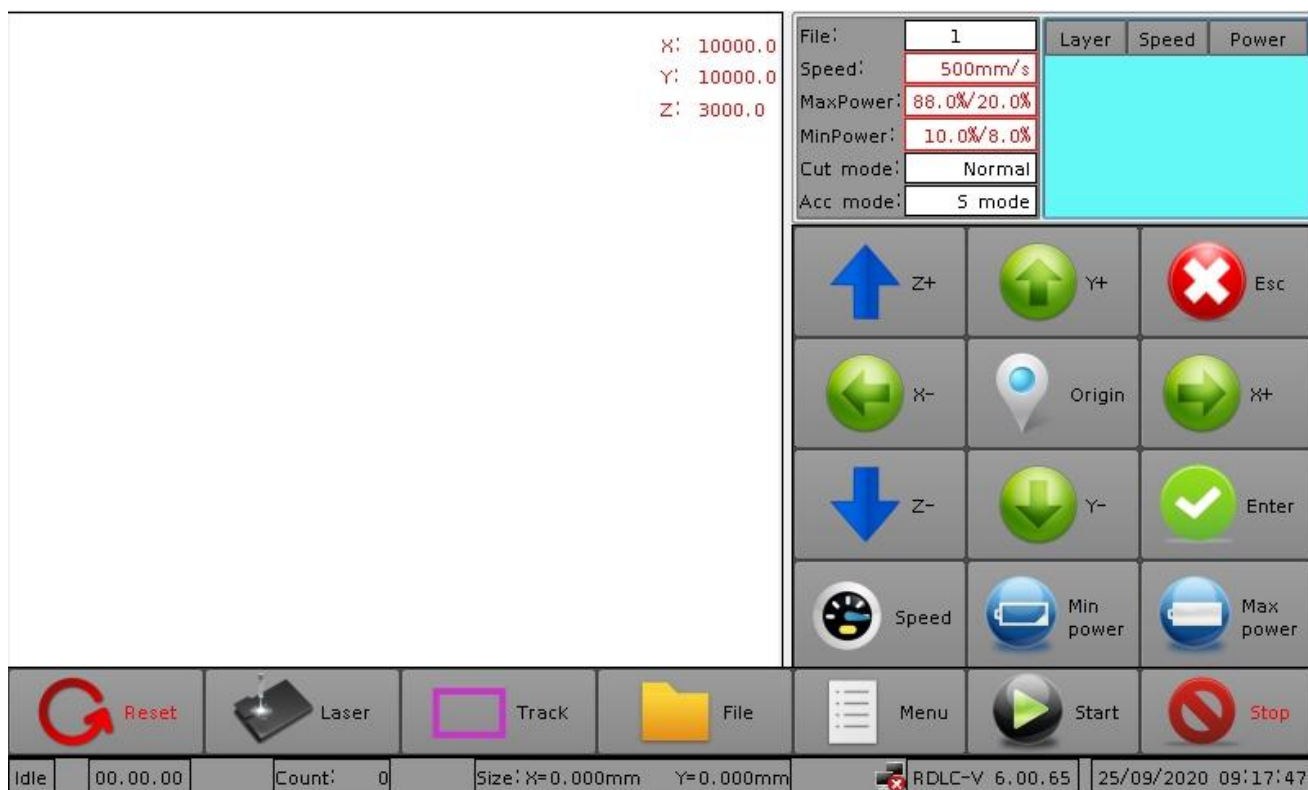 X: 10000.0
Y: 10000.0
Z: 3000.0
File: 1
Speed: 500mm/s
MaxPower: 88.0%/20.0%
MinPower: 10.0%/8.0%
Cut mode: Normal
Acc mode: S mode
Layer Speed Power
Z+ Y+ Esc
X- Origin X+
Z- Y- Enter
Speed Min power Max power
Reset Laser Track File Menu Start Stop
Idle 00.00.00 Count: 0 Size: X=0.000mm Y=0.000mm RDLC-V 6.00.65 25/09/2020 09:17:47